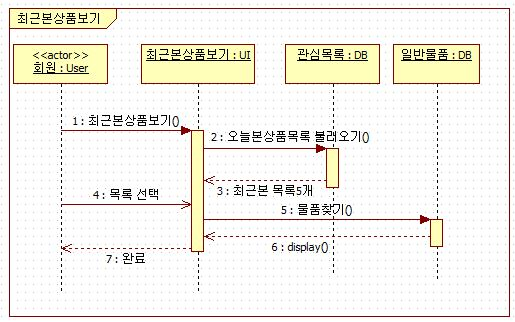 최근본상품보기
<<actor>>
회원 : User
최근본상품보기 : UI
관심목록 : DB
일반물품 : DB
1 : 최근본상품보기()
2 : 오늘본상품목록 불러오기()
3 : 최근본 목록5개
4 : 목록 선택
5 : 물품찾기()
6 : display()
7 : 완료